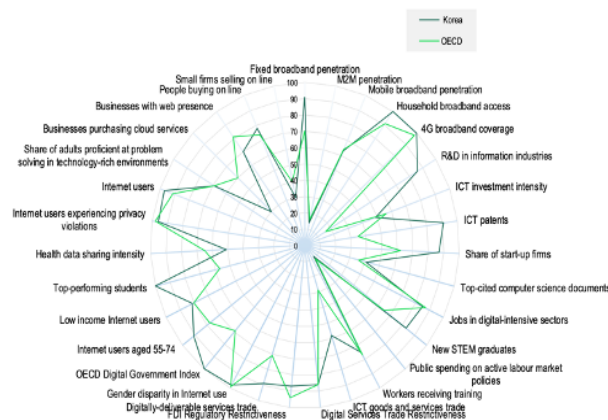 Korea
OECD
Fixed broadband penetration
M2M penetration
Mobile broadband penetration
Household broadband access
4G broadband coverage
R&D in information industries
ICT investment intensity
ICT patents
Share of start-up firms
Top-cited computer science documents
Jobs in digital-intensive sectors
New STEM graduates
Public spending on active labour market
policies
Workers receiving training
ICT goods and services trade
Digital Services Trade Restrictiveness
FDI Regulatory Restrictiveness
Digitally-deliverable services trade
Gender disparity in Internet use
OECD Digital Government Index
Internet users aged 55-74
Low income Internet users
Top-performing students
Health data sharing intensity
Internet users experiencing privacy
violations
Internet users
Share of adults proficient at problem
solving in technology-rich environments
Businesses purchasing cloud services
Businesses with web presence
People buying on line
Small firms selling on line
100
90
80
70
60
50
40
30
20
10
0